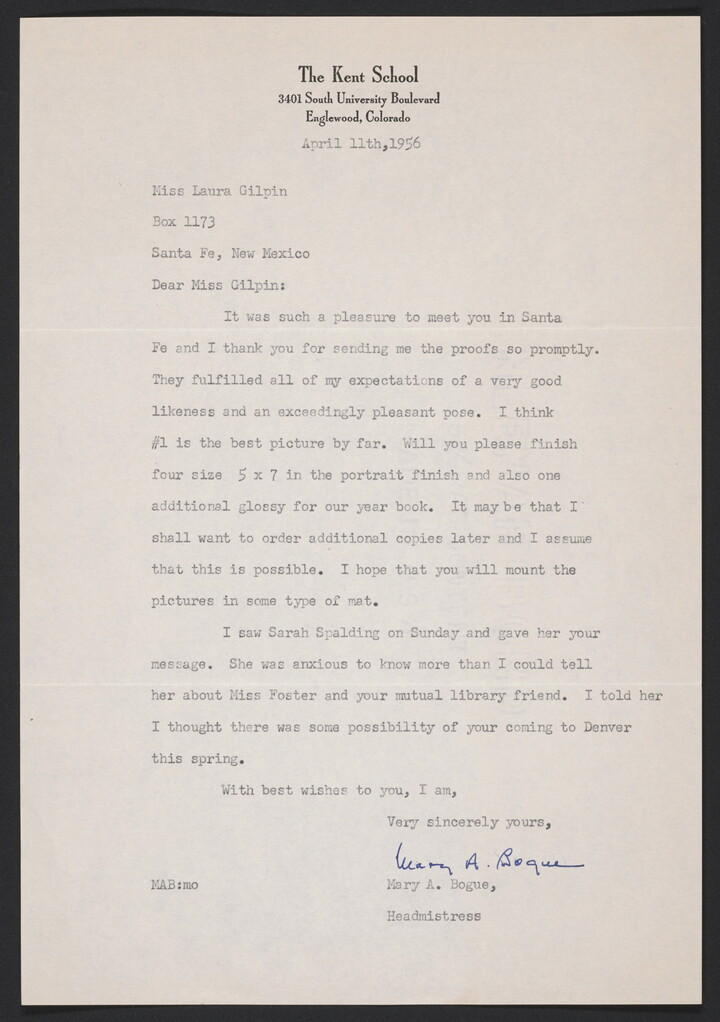 The Kent School
3401 South University Boulevard
Englewood, Colorado
April 11th,1956
Miss Laura Gilpin
Box 1173
Santa Fe, New Mexico
Dear Miss Gilpin:
It was such a pleasure to meet you in Santa
Fe and I thank you for sending me the proofs so promptly.
They fulfilled all of my expectations of a very good
likeness and an exceedingly pleasant pose. I think
#1 is the best picture by far. Will you please finish
four size 5 x 7 in the portrait finish and also one
additional glossy for our year book. It may be that I
shall want to order additional copies later and I assume
that this is possible. I hope that you will mount the
pictures in some type of mat.
I saw Sarah Spalding on Sunday and gave her your
message. She was anxious to know more than I could tell
her about Miss Foster and your mutual library friend. I told her
I thought there was some possibility of your coming to Denver
this spring.
With best wishes to you, I am,
Very sincerely yours,
Mary A. Bogue
MAB:mo Mary A. Bogue,
Headmistress